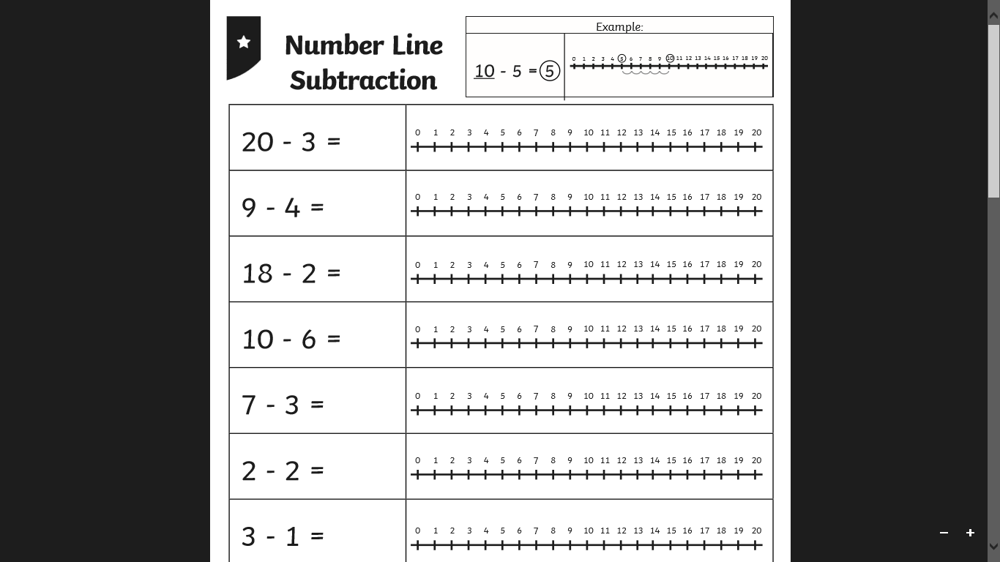 Number Line
Subtraction
Example:
10 - 5 = 5
0 1 2 3 4 5 6 7 8 9 10 11 12 13 14 15 16 17 18 19 20
20 - 3 =
0 1 2 3 4 5 6 7 8 9 10 11 12 13 14 15 16 17 18 19 20
9 - 4 =
0 1 2 3 4 5 6 7 8 9 10 11 12 13 14 15 16 17 18 19 20
18 - 2 =
0 1 2 3 4 5 6 7 8 9 10 11 12 13 14 15 16 17 18 19 20
10 - 6 =
0 1 2 3 4 5 6 7 8 9 10 11 12 13 14 15 16 17 18 19 20
7 - 3 =
0 1 2 3 4 5 6 7 8 9 10 11 12 13 14 15 16 17 18 19 20
2 - 2 =
0 1 2 3 4 5 6 7 8 9 10 11 12 13 14 15 16 17 18 19 20
3 - 1 =
0 1 2 3 4 5 6 7 8 9 10 11 12 13 14 15 16 17 18 19 20